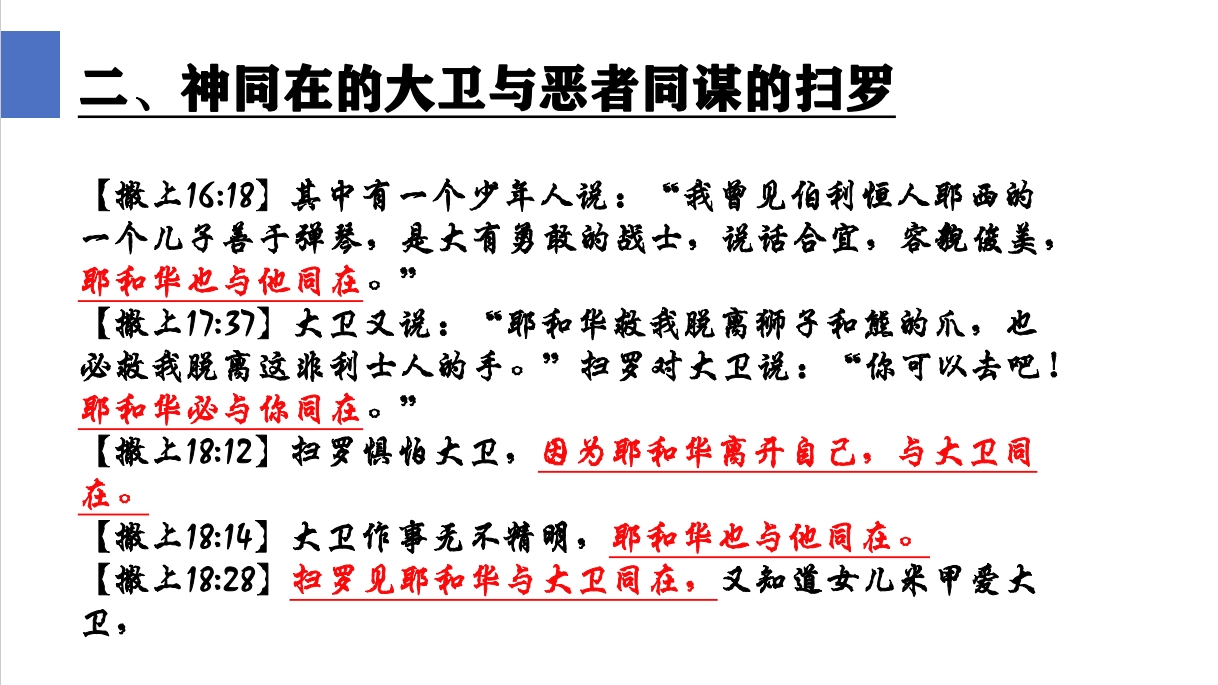 二、神同在的大卫与恶者同谋的扫罗
【撒上16:18】其中有一个少年人说：“我曾见伯利恒人耶西的
一个儿子善于弹琴，是大有勇敢的战士，说话合宜，容貌俊美，
耶和华也与他同在。”
【撒上17:37】大卫又说：“耶和华救我脱离狮子和熊的爪，也
必救我脱离这非利士人的手。”扫罗对大卫说：“你可以去吧！
耶和华必与你同在。”
【撒上18:12】扫罗惧怕大卫，因为耶和华离开自己，与大卫同
在。
【撒上18:14】大卫作事无不精明，耶和华也与他同在。
【撒上18:28】扫罗见耶和华与大卫同在，又知道女儿米甲爱大
卫，